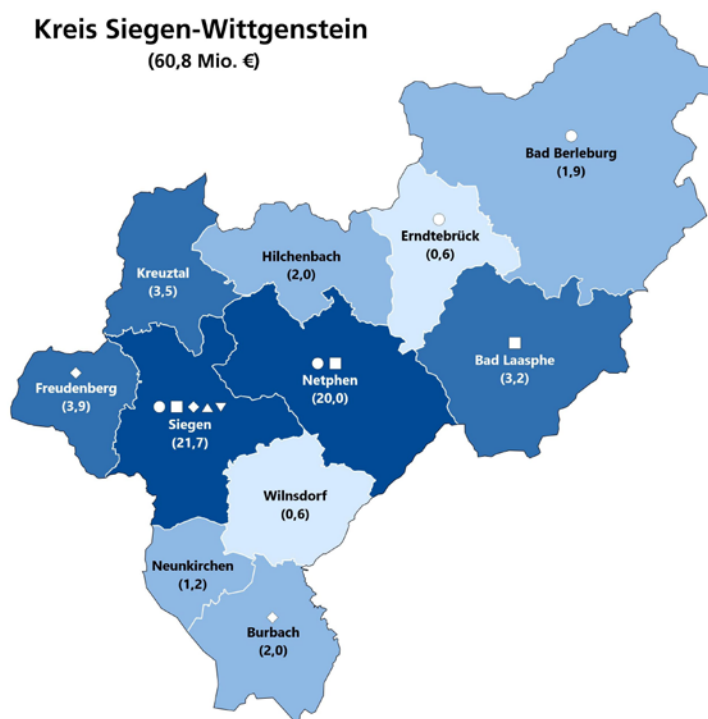 Kreis Siegen-Wittgenstein
(60,8 Mio. €)
Bad Berleburg
(1,9)
Erndtebrück
(0,6)
Hilchenbach
(2,0)
Kreuztal
(3,5)
Bad Laasphe
(3,2)
Netphen
(20,0)
Freudenberg
(3,9)
Siegen
(21,7)
Wilnsdorf
(0,6)
Neunkirchen
(1,2)
Burbach
(2,0)